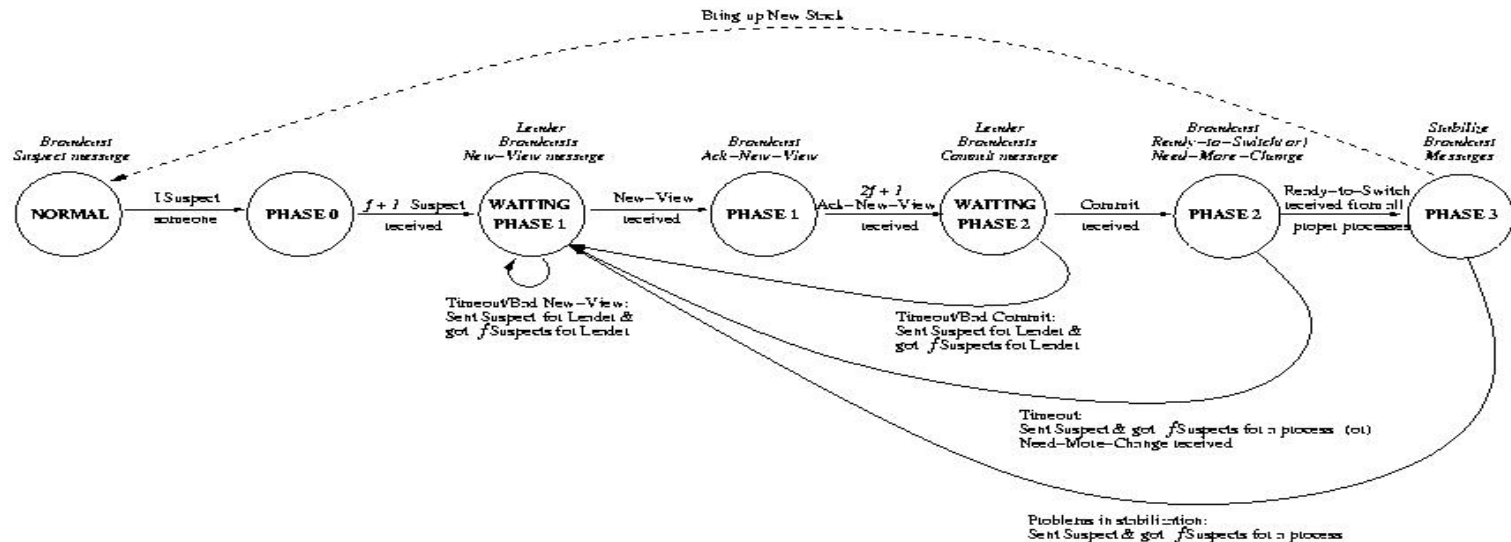 Bring up New Stack
Broadcast
Suspect message
Leader
Broadcasts
New-View message
Broadcast
Ack-New-View
Leader
Broadcasts
Commit message
Broadcast
Ready-to-Switch(or)
Need-More-Change
Stabilize
Broadcast
Messages
NORMAL
I Suspect
someone
PHASE 0
f + 1 Suspect
received
WAITING
PHASE 1
New-View
received
PHASE 1
2f + 1
Ack-New-View
received
WAITING
PHASE 2
Commit
received
PHASE 2
Ready-to-Switch
received from all
proper processes
PHASE 3
Timeout/Bad New-View:
Sent Suspect for Leader &
got f Suspects for Leader
Timeout/Bad Commit:
Sent Suspect for Leader &
got f Suspects for Leader
Timeout:
Sent Suspect & got f Suspects for a process (or)
Need-More-Change received
Problems in stabilization:
Sent Suspect & got f Suspects for a process